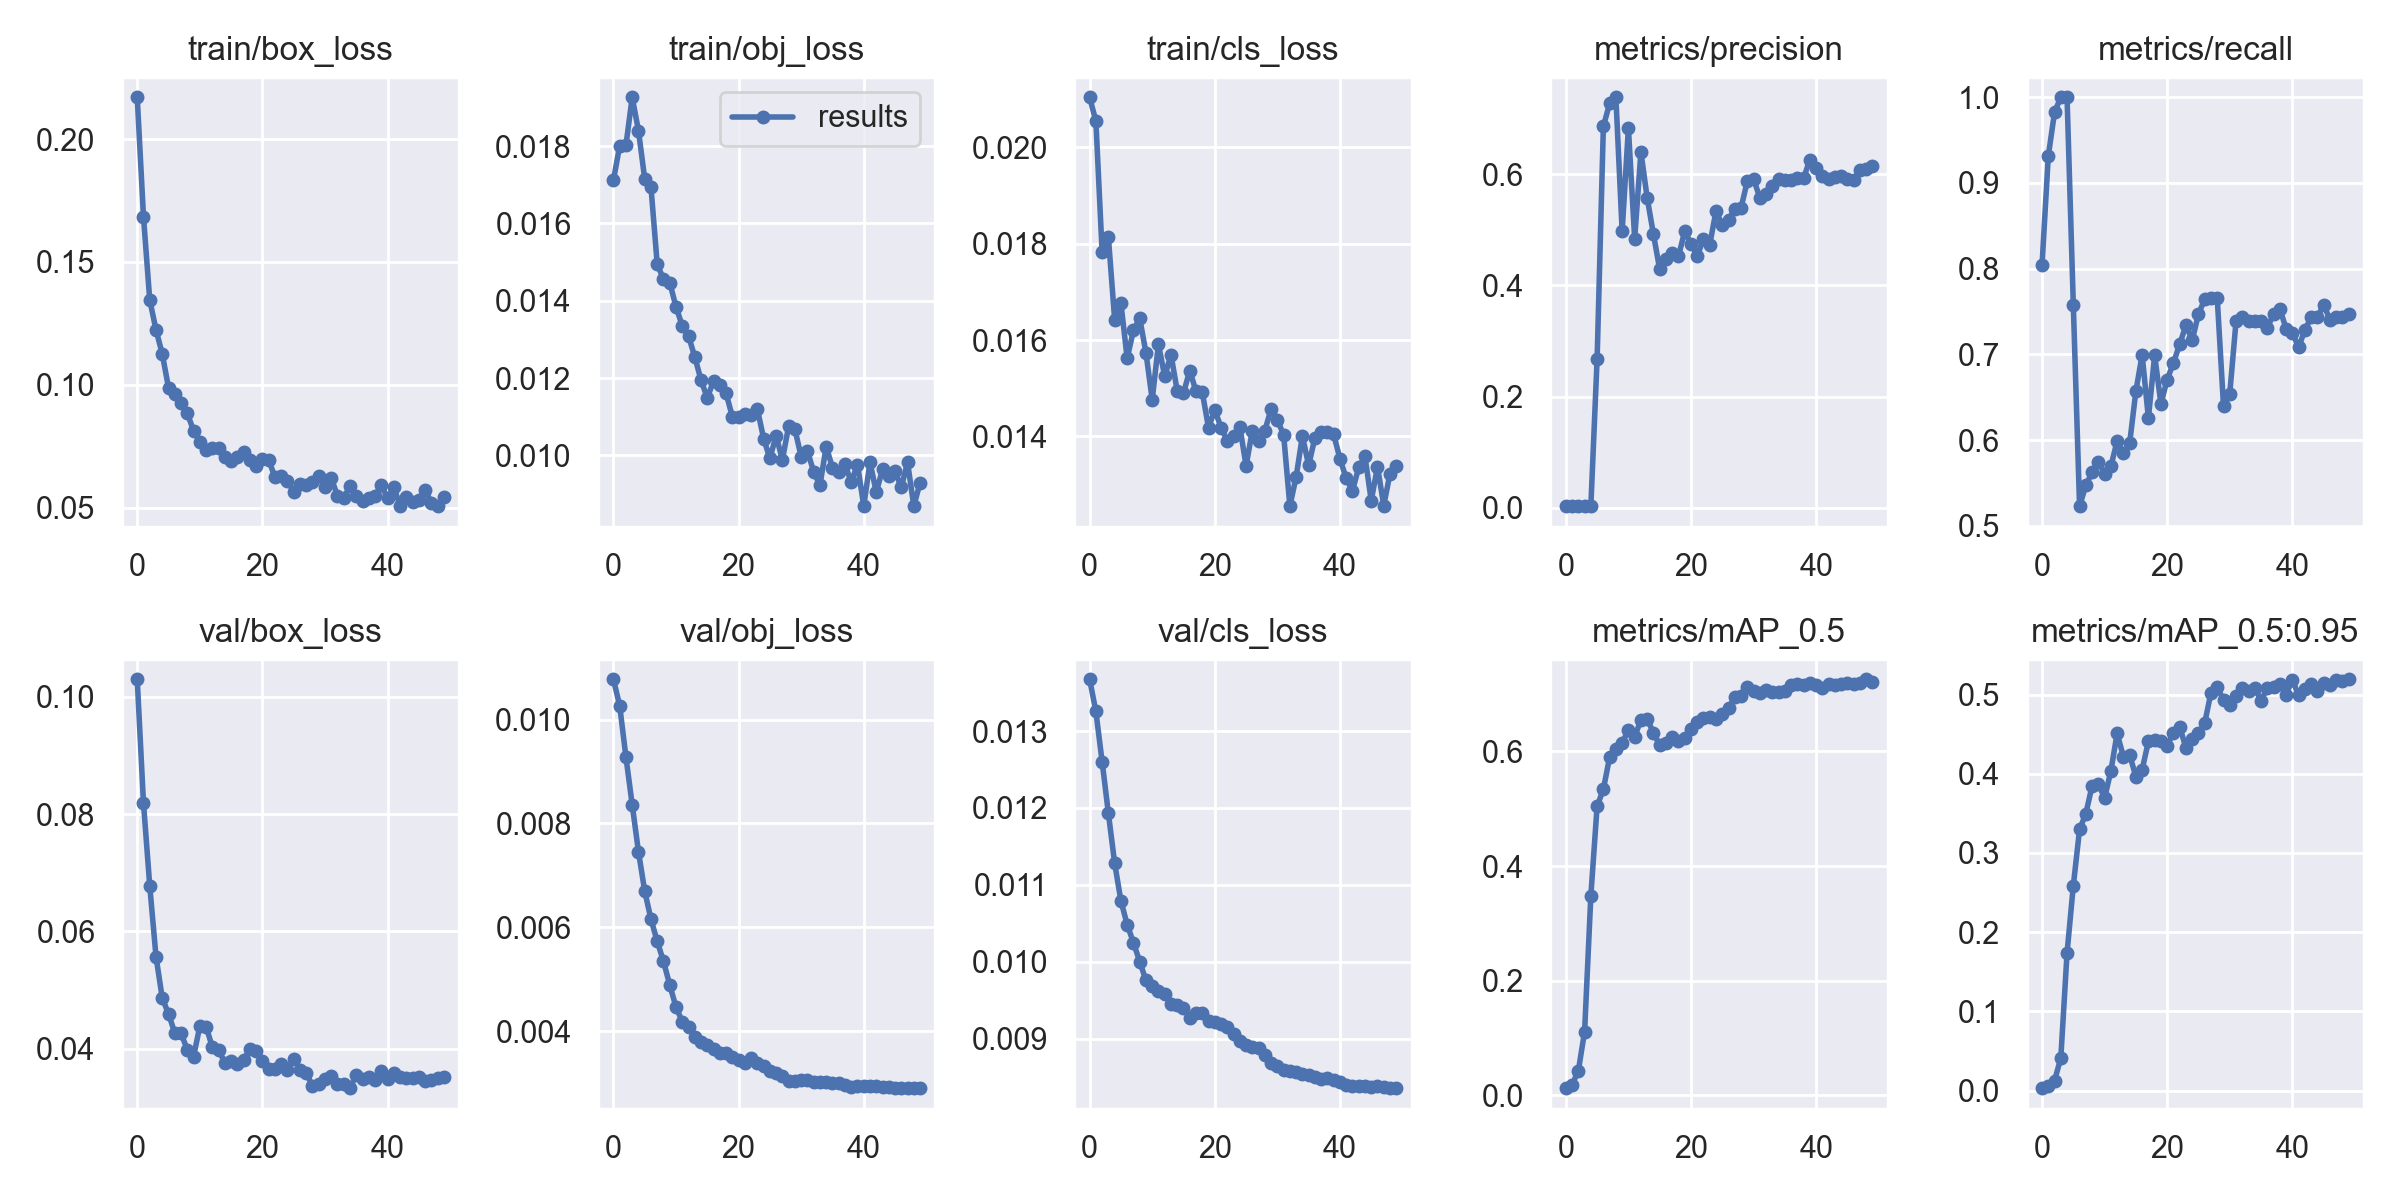 train/box_loss
0.20
0.15
0.10
0.05
0 20 40
train/obj_loss
results
0.018
0.016
0.014
0.012
0.010
0 20 40
train/cls_loss
0.020
0.018
0.016
0.014
0 20 40
metrics/precision
0.6
0.4
0.2
0.0
0 20 40
metrics/recall
1.0
0.9
0.8
0.7
0.6
0.5
0 20 40
val/box_loss
0.10
0.08
0.06
0.04
0 20 40
val/obj_loss
0.010
0.008
0.006
0.004
0 20 40
val/cls_loss
0.013
0.012
0.011
0.010
0.009
0 20 40
metrics/mAP_0.5
0.6
0.4
0.2
0.0
0 20 40
metrics/mAP_0.5:0.95
0.5
0.4
0.3
0.2
0.1
0.0
0 20 40